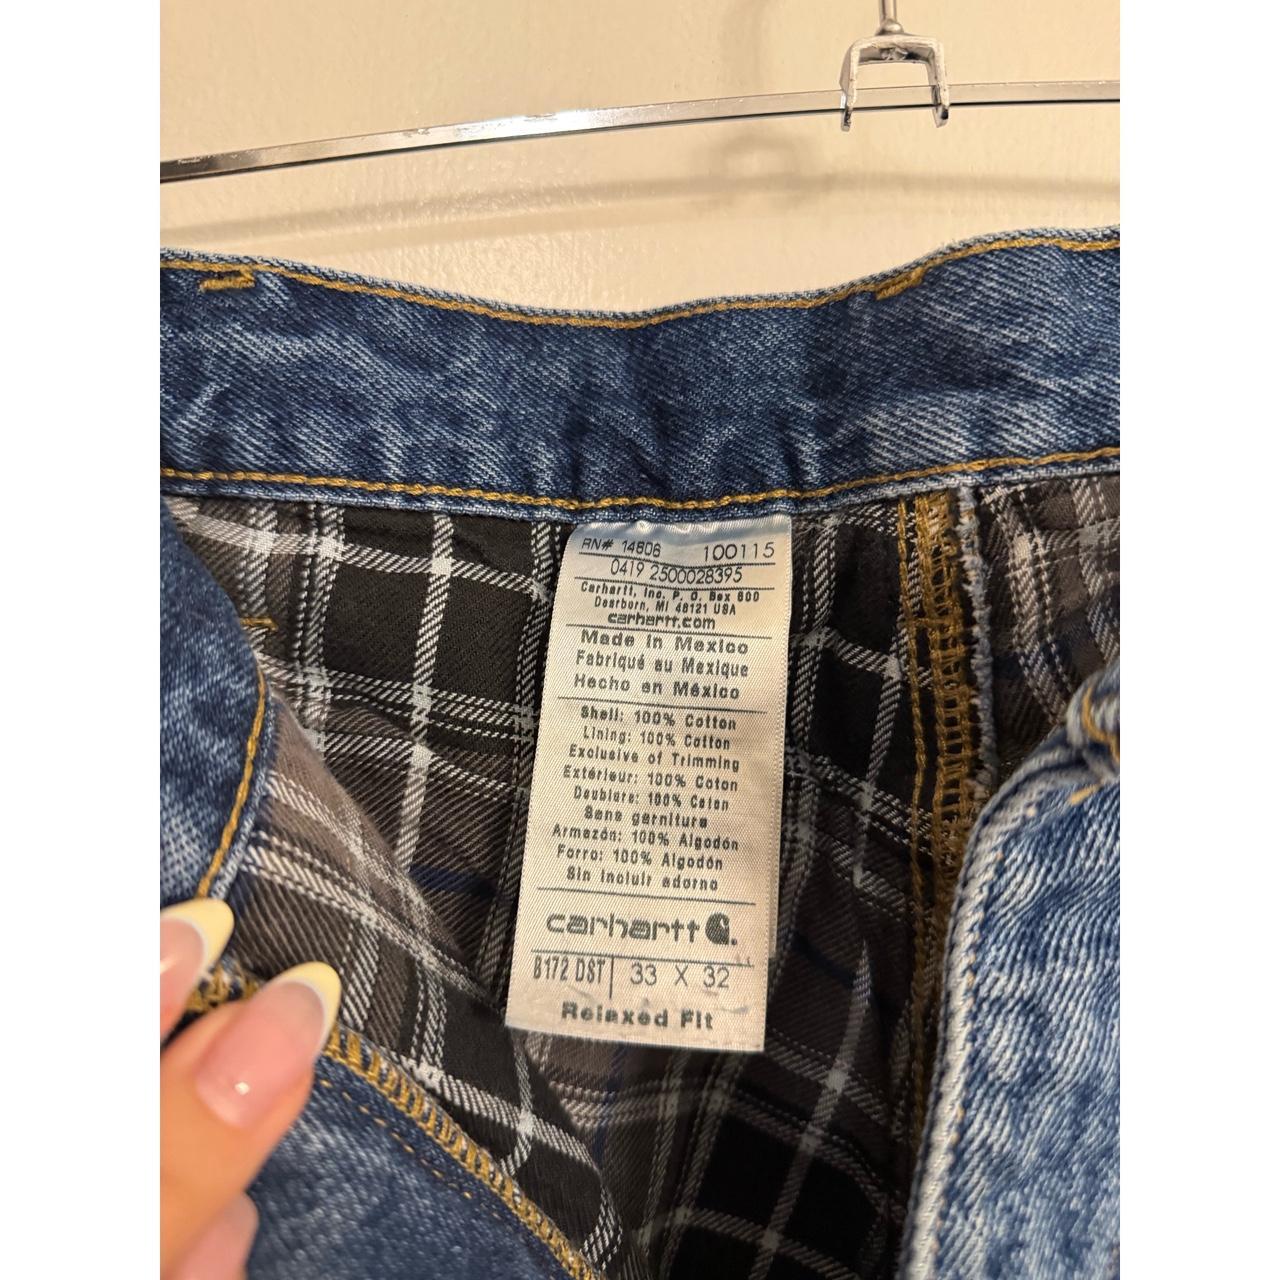 RN# 14806 100115
0419 2500028395
Carhartt, Inc. P. O. Box 600
Dearborn, MI 48121 USA
carhartt.com
Made in Mexico
Fabriqué au Mexique
Hecho en México
Shell: 100% Cotton
Lining: 100% Cotton
Exclusive of Trimming
Extérieur: 100% Coton
Doublure: 100% Coton
Sans garniture
Armazón: 100% Algodón
Forro: 100% Algodón
Sin incluir adorno
carhartt
B172 DST 33 X 32
Relaxed Fit